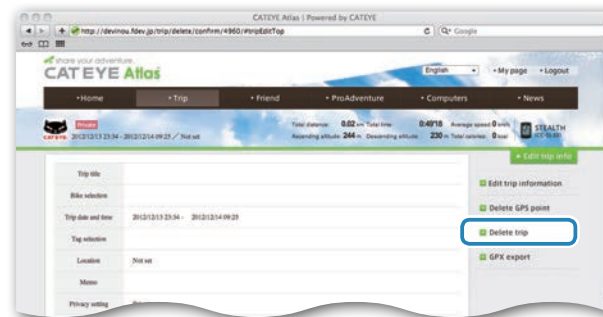 CATEYE Atlas | Powered by CATEYE
http://devinou.fdev.jp/trip/delete/confirm/4960/#tripEditTop
Google
share your adventure.
CATEYE Atlas
English
My page
Logout
Home
Trip
Friend
ProAdventure
Computers
News
CATEYE
Private
2012/12/13 23:34 - 2012/12/14 09:25 / Not set
Total distance: 0.02 km Total time: 0:49'18 Average speed 0 km/h
Ascending altitude 244 m Descending altitude 230 m Total calories 0 kcal
STEALTH
Edit trip info
Trip title
Bike selection
Trip date and time 2012/12/13 23:34 - 2012/12/14 09:25
Tag selection
Location Not set
Memo
Privacy setting
Edit trip information
Delete GPS point
Delete trip
GPX export